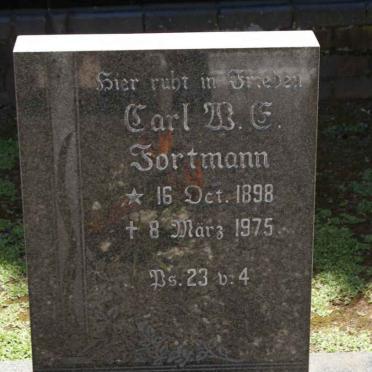 Hier ruht in Frieden
Carl W. E.
Fortmann
☆ 16 Oct. 1898
✝ 8 März 1975
Ps. 23 v. 4